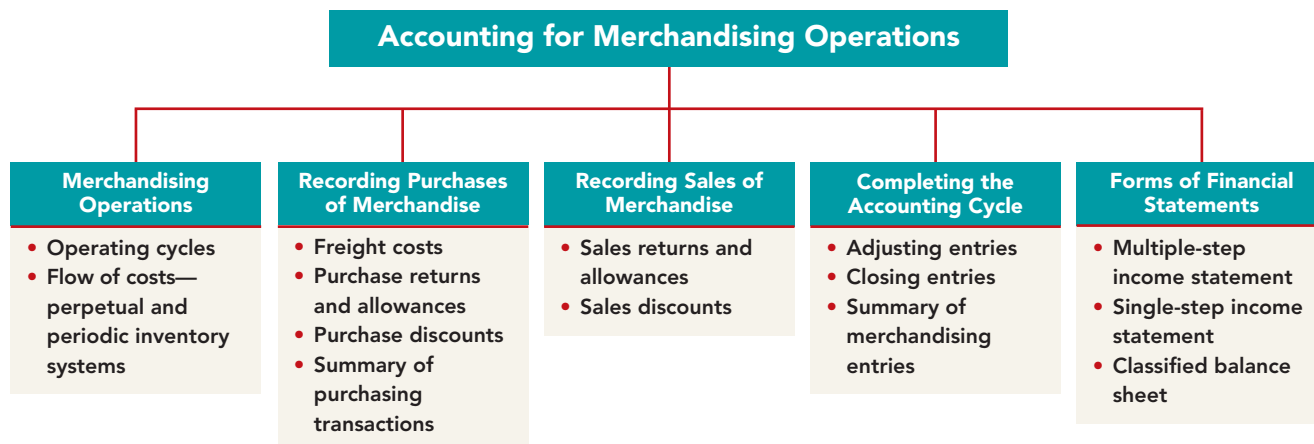 Accounting for Merchandising Operations
Merchandising
Operations
• Operating cycles
• Flow of costs—
perpetual and
periodic inventory
systems
Recording Purchases
of Merchandise
• Freight costs
• Purchase returns
and allowances
• Purchase discounts
• Summary of
purchasing
transactions
Recording Sales of
Merchandise
• Sales returns and
allowances
• Sales discounts
Completing the
Accounting Cycle
• Adjusting entries
• Closing entries
• Summary of
merchandising
entries
Forms of Financial
Statements
• Multiple-step
income statement
• Single-step income
statement
• Classified balance
sheet